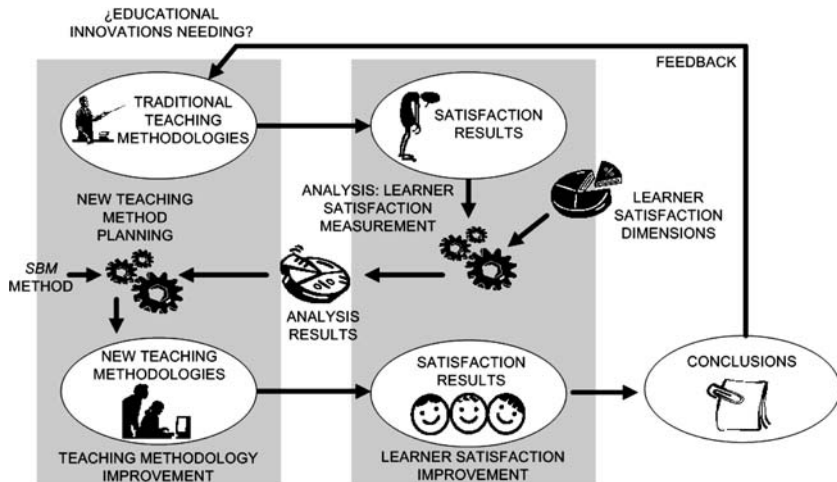 ¿EDUCATIONAL
INNOVATIONS NEEDING?
FEEDBACK
TRADITIONAL
TEACHING
METHODOLOGIES
SATISFACTION
RESULTS
NEW TEACHING
METHOD
PLANNING
ANALYSIS: LEARNER
SATISFACTION
MEASUREMENT
%
LEARNER
SATISFACTION
DIMENSIONS
SBM
METHOD
%
ANALYSIS
RESULTS
NEW TEACHING
METHODOLOGIES
SATISFACTION
RESULTS
CONCLUSIONS
TEACHING METHODOLOGY
IMPROVEMENT
LEARNER SATISFACTION
IMPROVEMENT